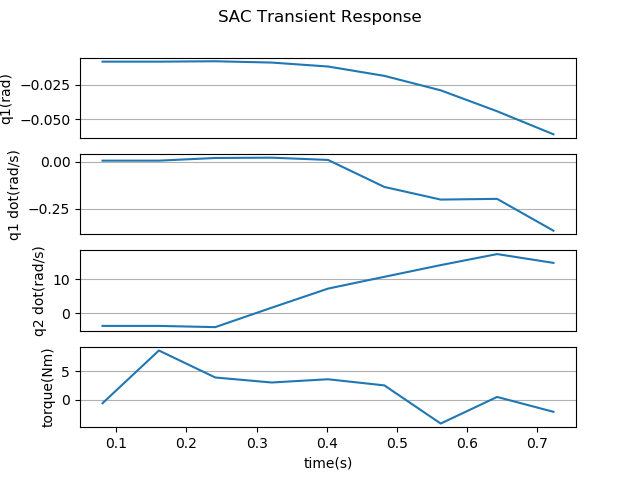 SAC Transient Response
q1(rad)
−0.025
−0.050
q1 dot(rad/s)
0.00
−0.25
q2 dot(rad/s)
10
0
torque(Nm)
5
0
0.1 0.2 0.3 0.4 0.5 0.6 0.7
time(s)